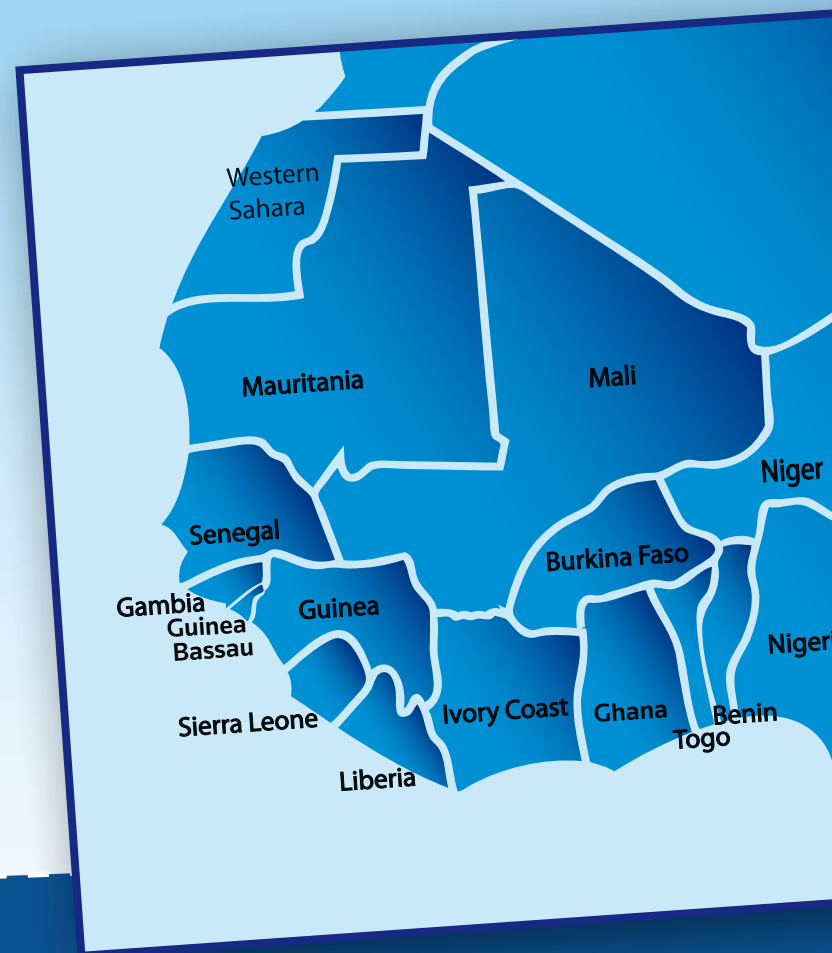 Western
Sahara
Mauritania
Mali
Niger
Senegal
Burkina Faso
Gambia
Guinea
Guinea
Bassau
Nigeri
Ivory Coast
Ghana
Benin
Sierra Leone
Togo
Liberia